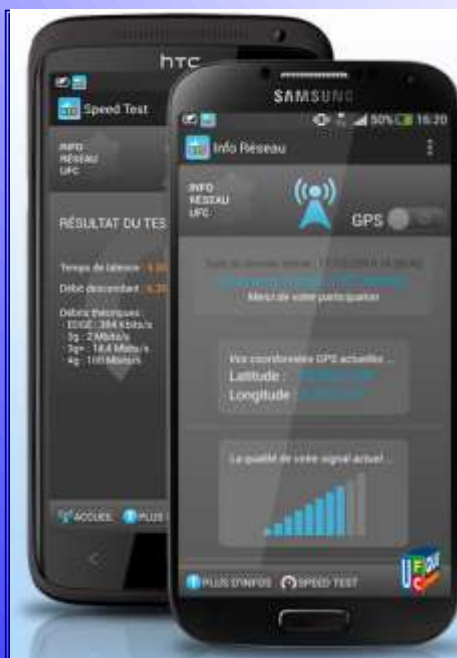 hTC
Speed Test
INFO
RÉSEAU
UFC
RÉSULTAT DU TES
Temps de latence :
Débit descendant :
Débits théoriques :
- EDGE : 384 Kbits/s
- 3g : 2 Mbits/s
- 3g+ : 14,4 Mbits/s
- 4g : 100 Mbits/s
ACCUEIL PLUS
SAMSUNG
50% 16:20
Info Réseau
INFO
RÉSEAU
UFC
GPS
Merci de votre participation
Vos coordonnées GPS actuelles ...
Latitude :
Longitude :
La qualité de votre signal actuel ...
PLUS D'INFOS SPEED TEST
UFC QUE